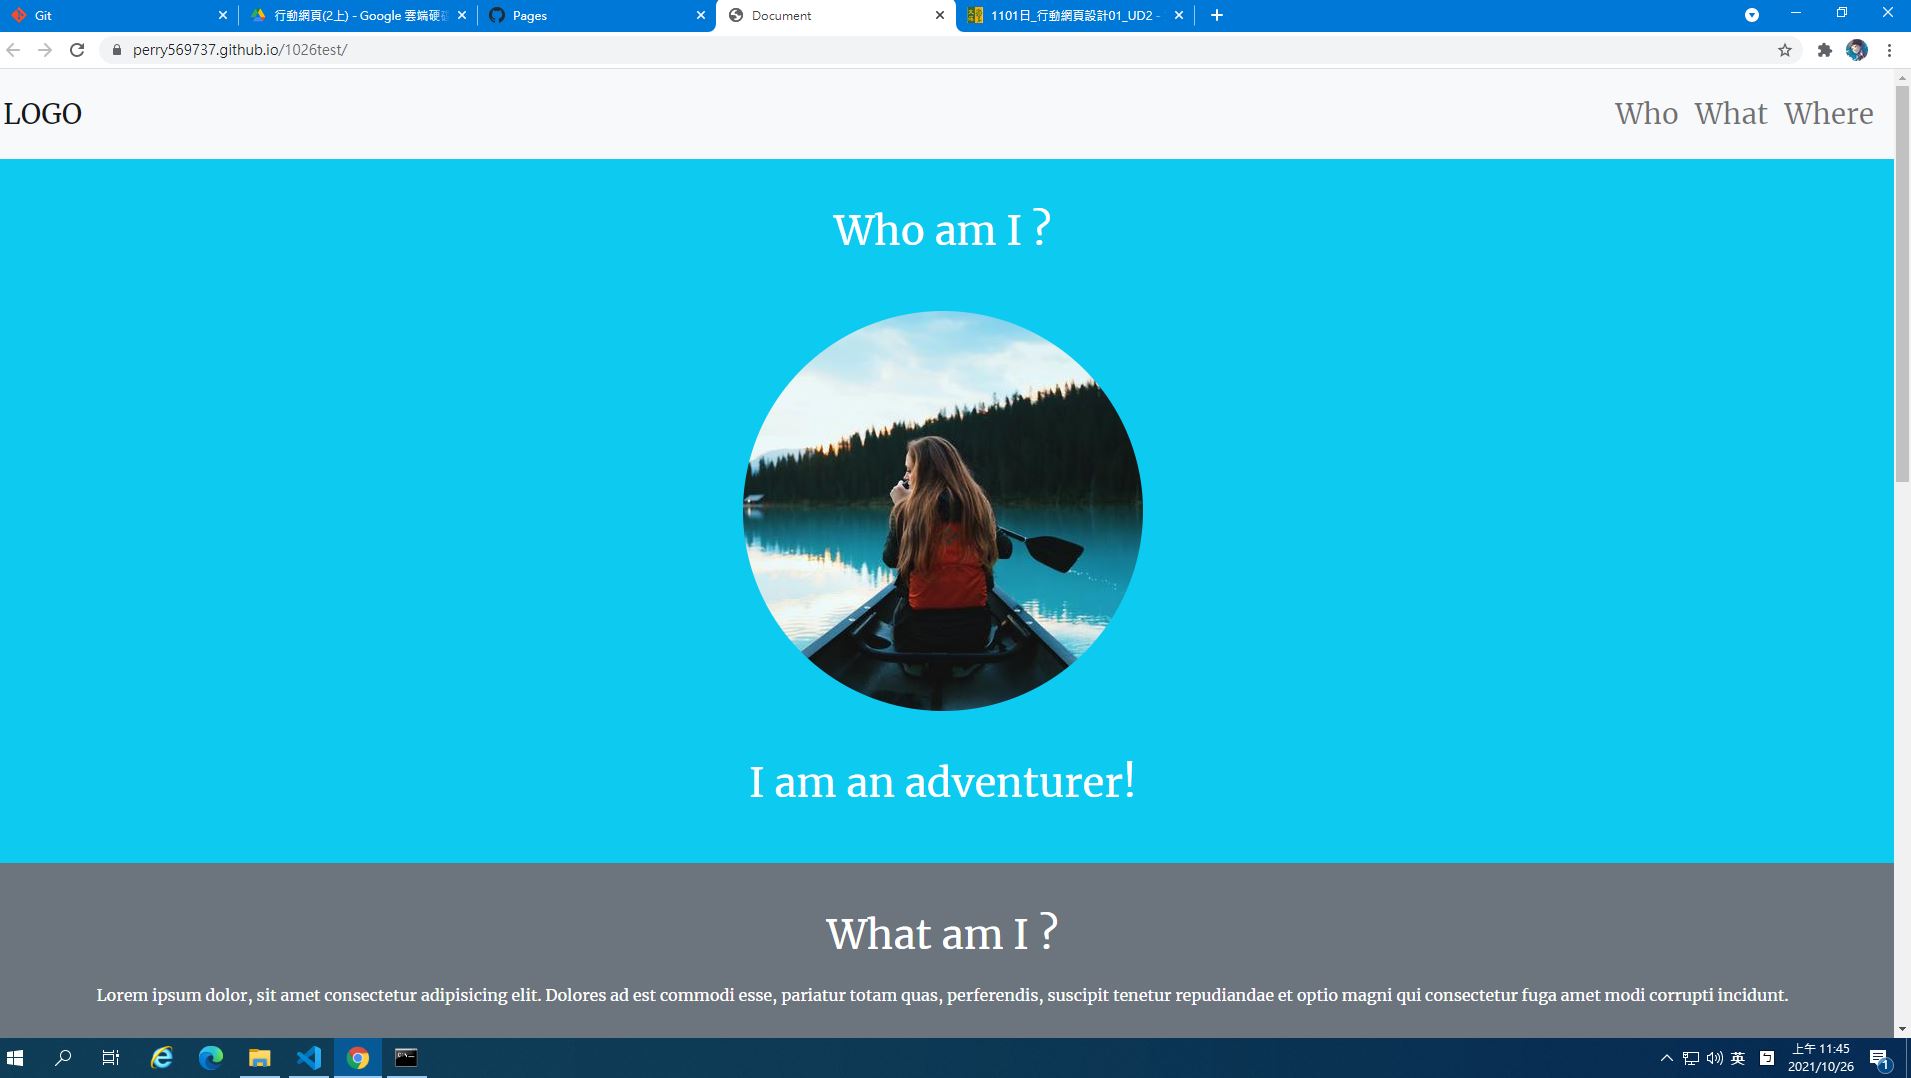 Git
行動網頁(2上) - Google 雲端硬
Pages
Document
1101日_行動網頁設計01_UD2 -
perry569737.github.io/1026test/
LOGO
Who What Where
Who am I ?
I am an adventurer!
What am I ?
Lorem ipsum dolor, sit amet consectetur adipisicing elit. Dolores ad est commodi esse, pariatur totam quas, perferendis, suscipit tenetur repudiandae et optio magni qui consectetur fuga amet modi corrupti incidunt.
英
上午 11:45
2021/10/26
1